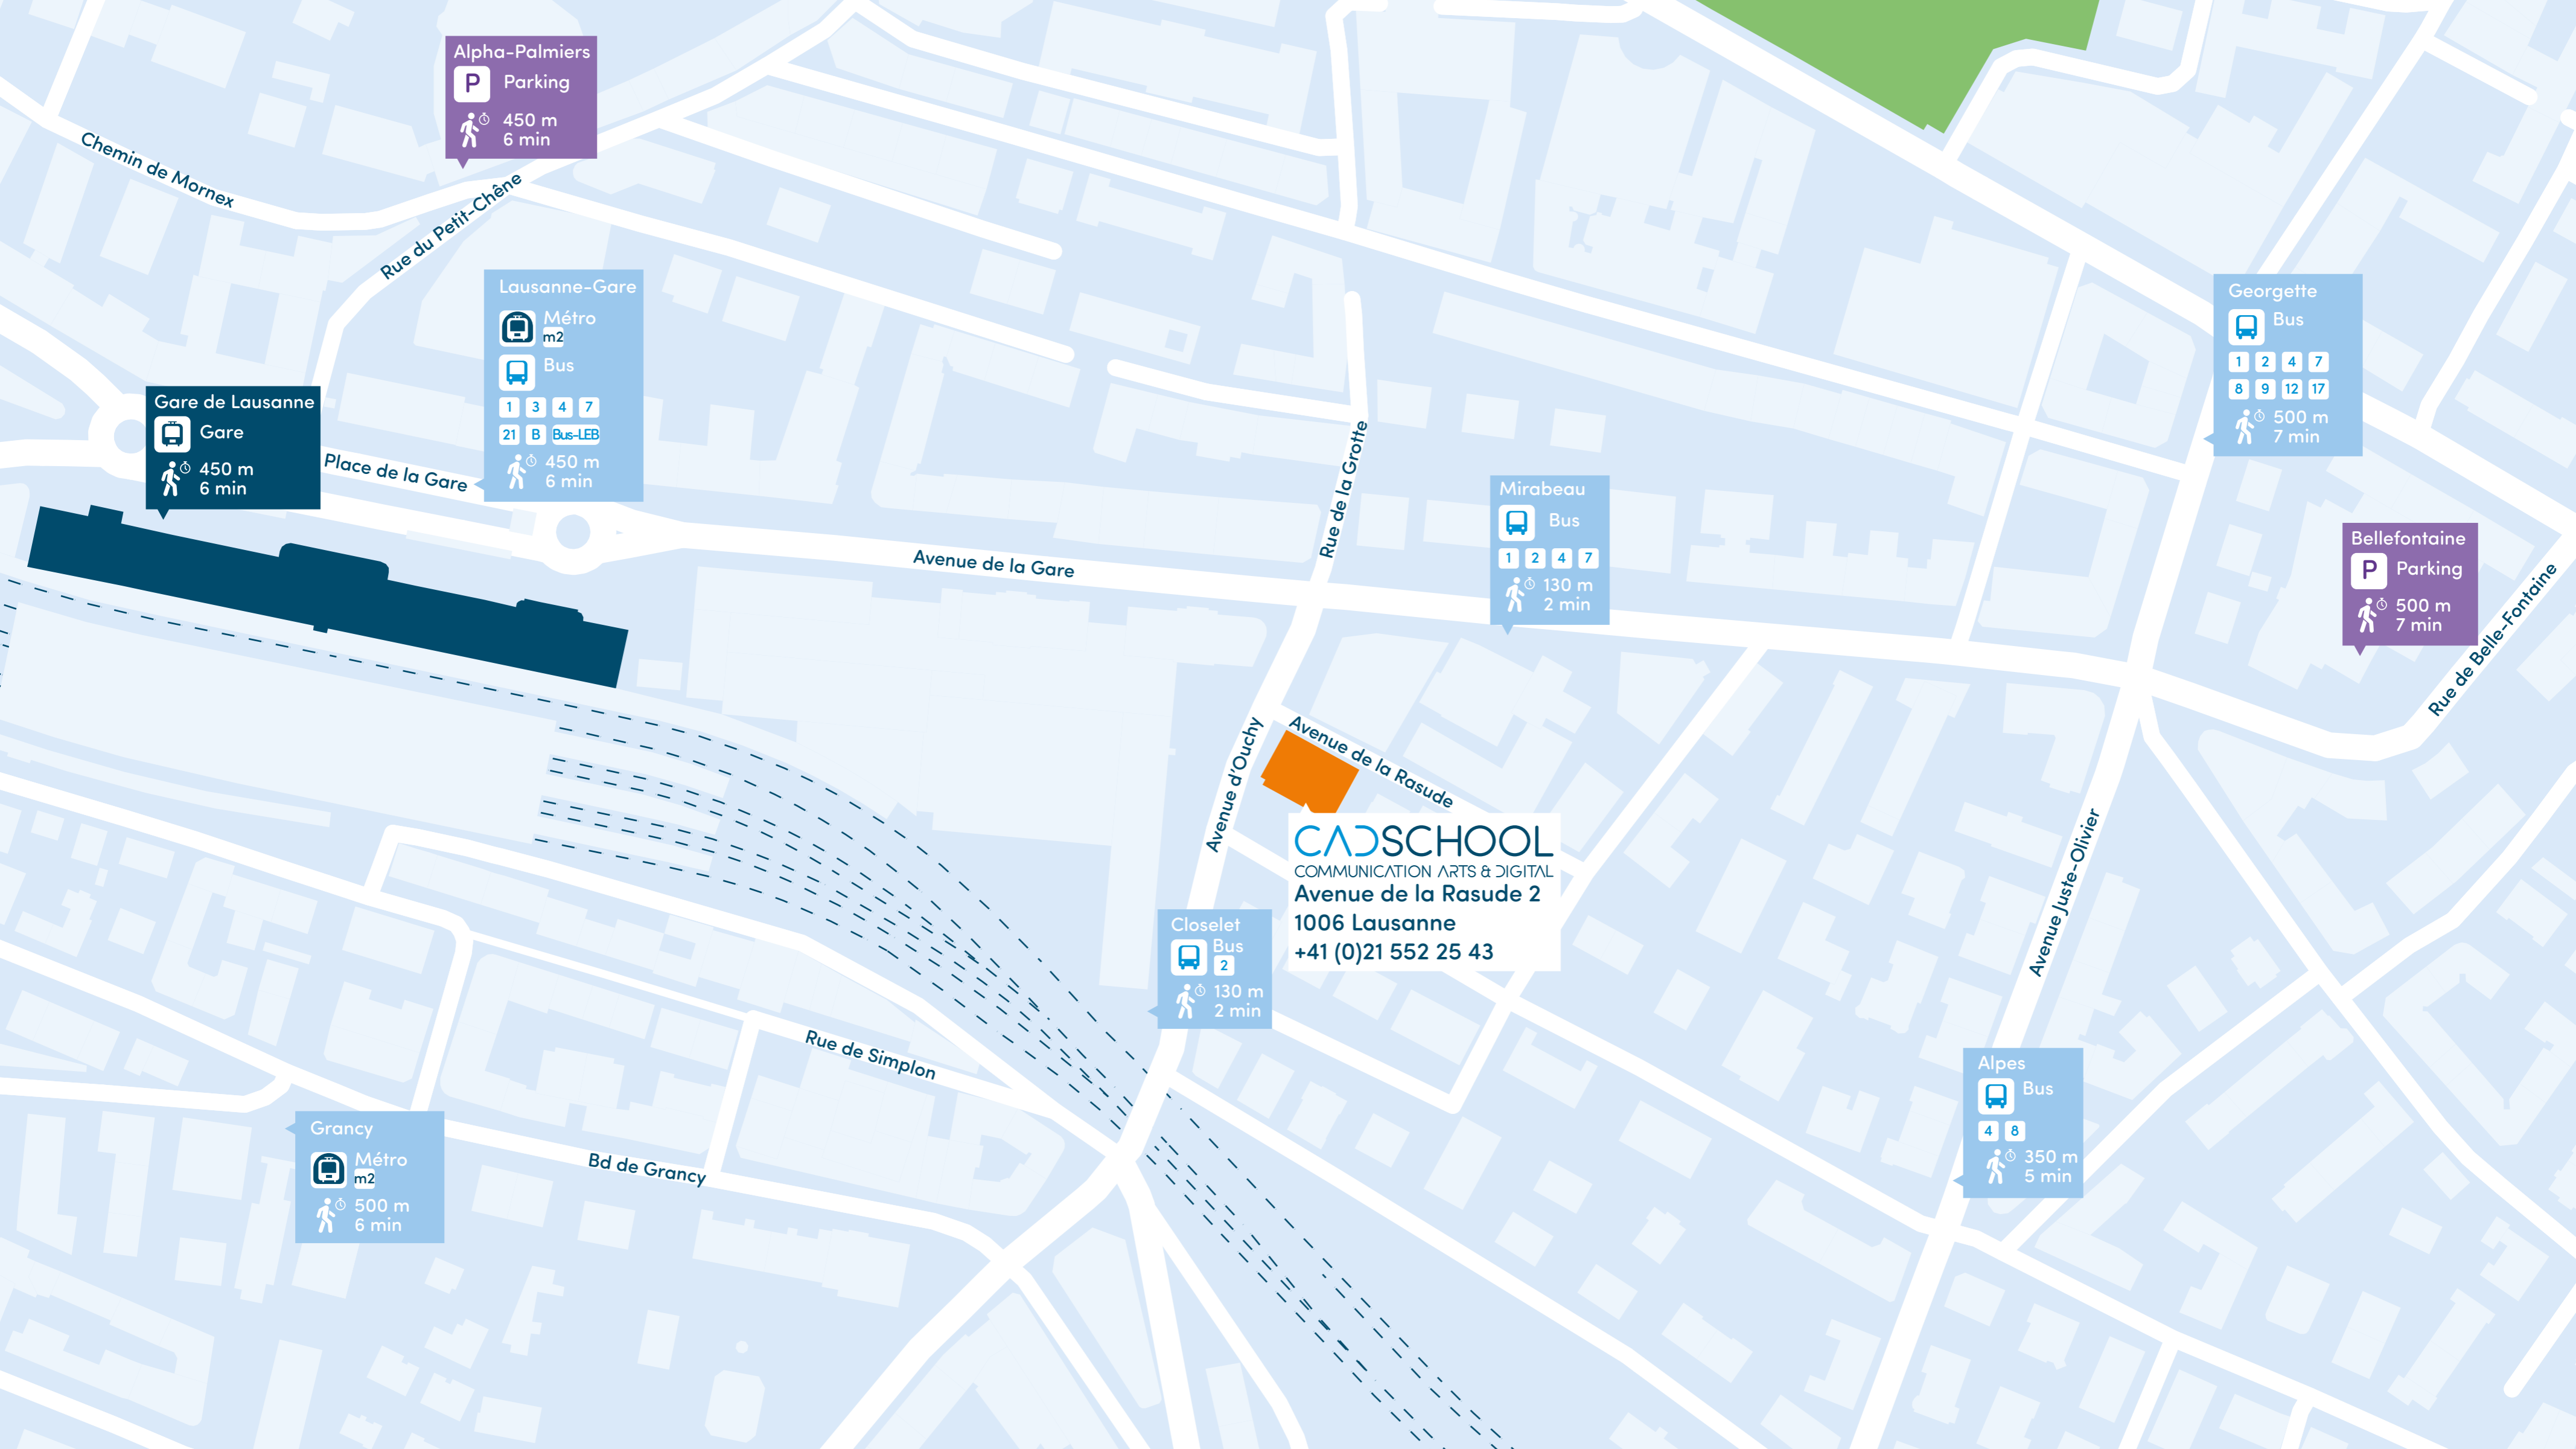 Alpha-Palmiers
P Parking
450 m
6 min
Chemin de Mornex
Rue du Petit-Chêne
Lausanne-Gare
Métro
m2
Bus
1 3 4 7
21 B Bus-LEB
450 m
6 min
Georgette
Bus
1 2 4 7
8 9 12 17
500 m
7 min
Gare de Lausanne
Gare
450 m
6 min
Place de la Gare
Rue de la Grotte
Avenue de la Gare
Mirabeau
Bus
1 2 4 7
130 m
2 min
Bellefontaine
P Parking
500 m
7 min
Rue de Belle-Fontaine
Avenue d'Ouchy
Avenue de la Rasude
CADSCHOOL
COMMUNICATION ARTS & DIGITAL
Avenue de la Rasude 2
1006 Lausanne
+41 (0)21 552 25 43
Avenue Juste-Olivier
Closelet
Bus
2
130 m
2 min
Rue de Simplon
Alpes
Bus
4 8
350 m
5 min
Grancy
Métro
m2
500 m
6 min
Bd de Grancy